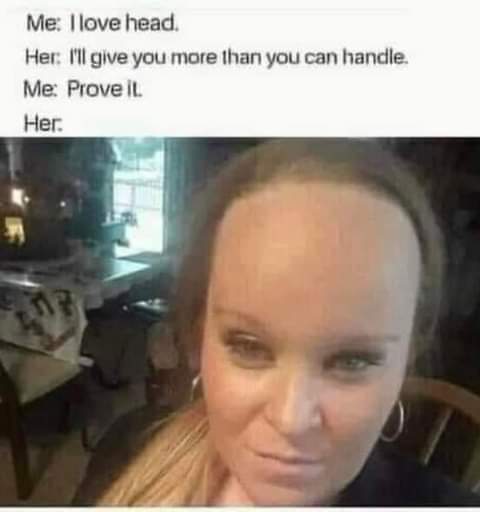 Me: I love head.
Her: I'll give you more than you can handle.
Me: Prove it.
Her: